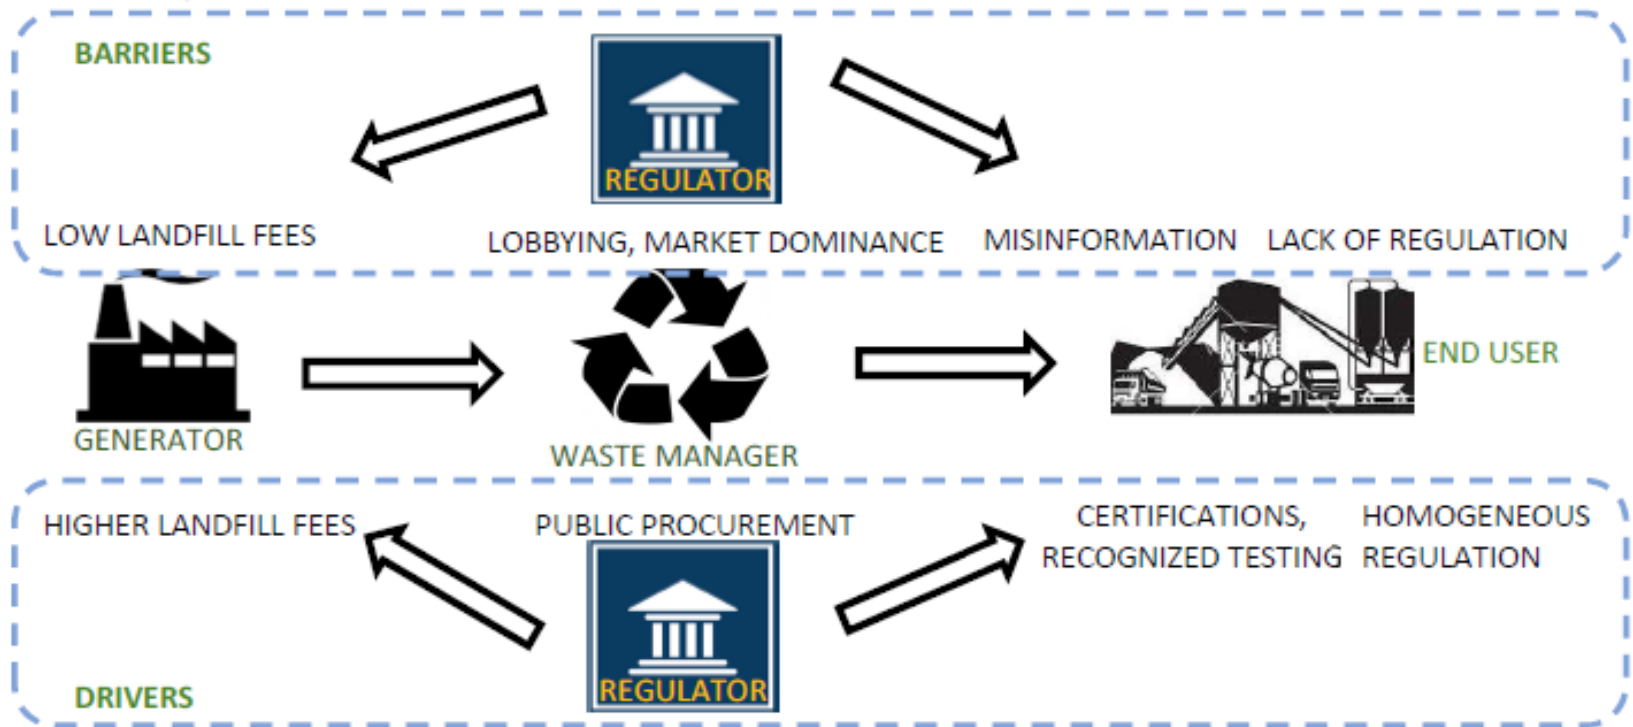 BARRIERS
REGULATOR
LOW LANDFILL FEES
LOBBYING, MARKET DOMINANCE
MISINFORMATION
LACK OF REGULATION
GENERATOR
WASTE MANAGER
END USER
HIGHER LANDFILL FEES
PUBLIC PROCUREMENT
CERTIFICATIONS,
RECOGNIZED TESTING
HOMOGENEOUS
REGULATION
REGULATOR
DRIVERS